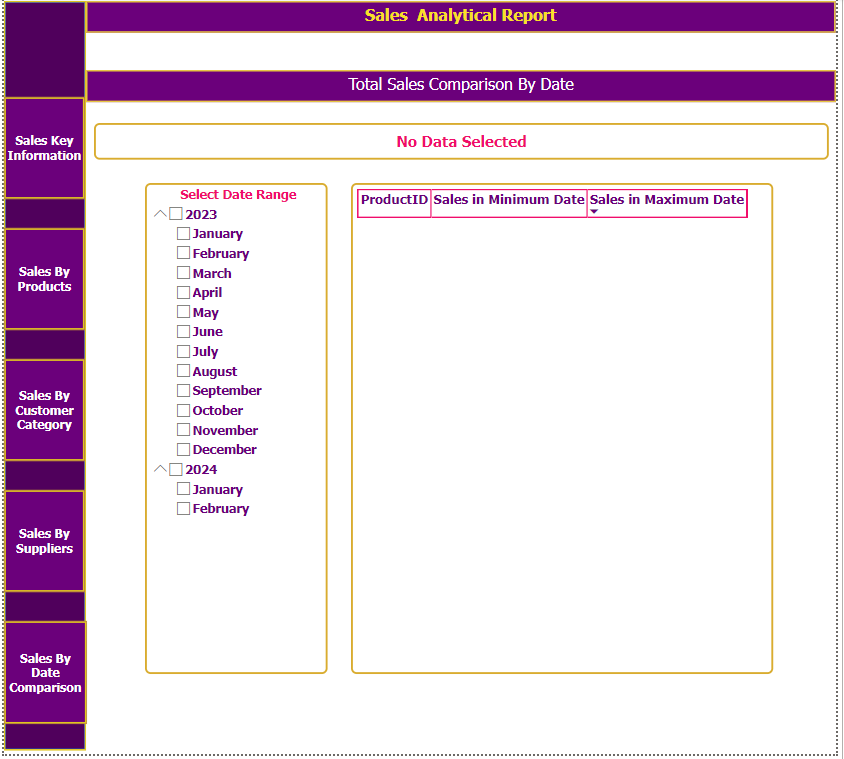 Sales  Analytical Report
Total Sales Comparison By Date
Sales Key
Information
Sales By
Products
Sales By
Customer
Category
Sales By
Suppliers
Sales By
Date
Comparison
No Data Selected
Select Date Range
2023
January
February
March
April
May
June
July
August
September
October
November
December
2024
January
February
ProductID Sales in Minimum Date Sales in Maximum Date